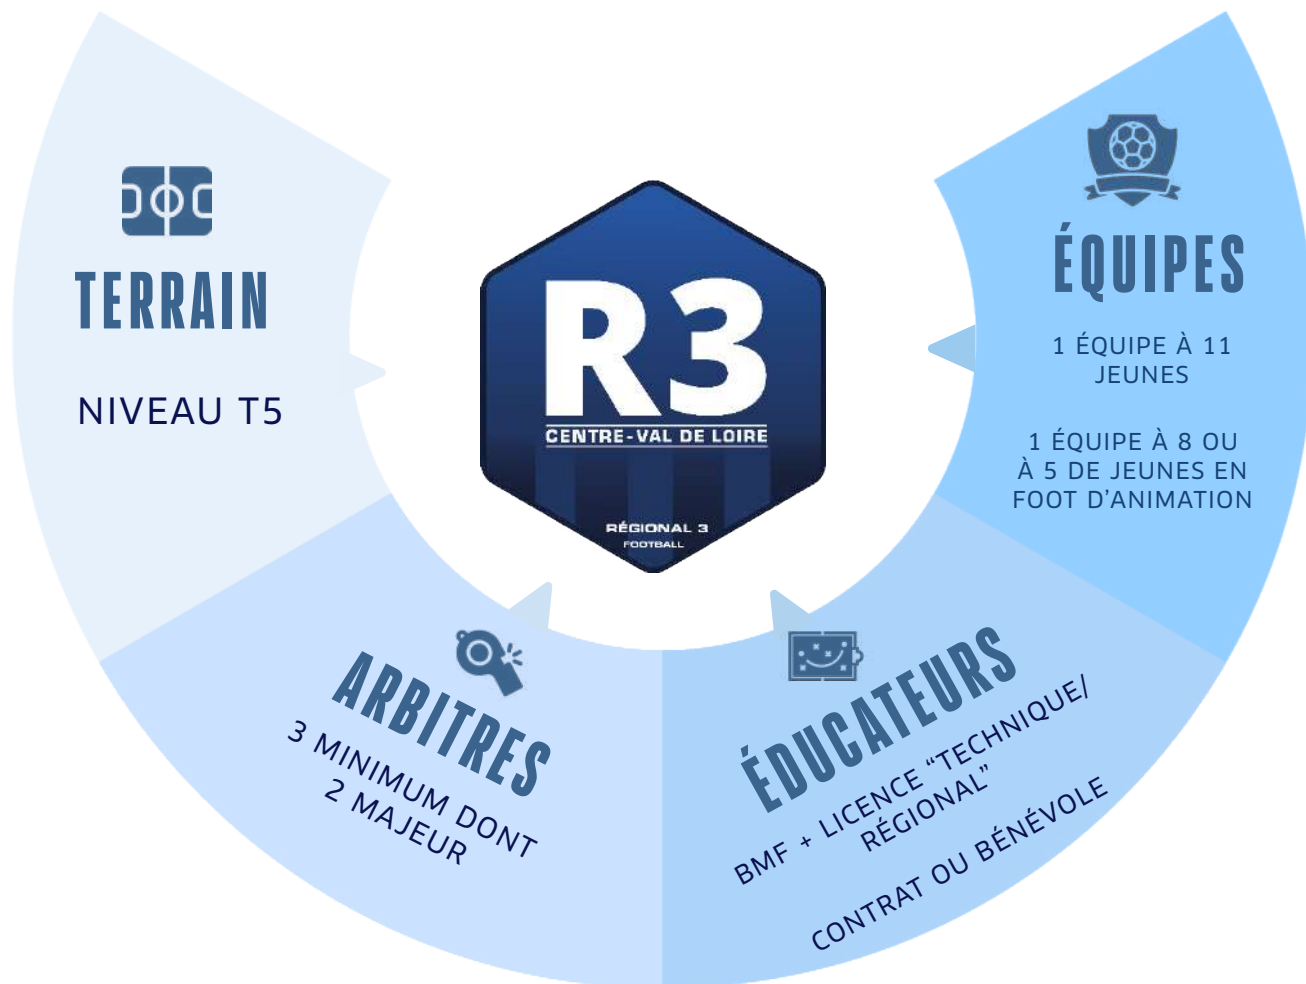 TERRAIN
NIVEAU T5
ARBITRES
3 MINIMUM DONT
2 MAJEUR
R3
CENTRE-VAL DE LOIRE
RÉGIONAL 3
FOOTBALL
ÉDUCATEURS
BMF + LICENCE “TECHNIQUE/
RÉGIONAL”
CONTRAT OU BÉNÉVOLE
ÉQUIPES
1 ÉQUIPE À 11
JEUNES
1 ÉQUIPE À 8 OU
À 5 DE JEUNES EN
FOOT D’ANIMATION